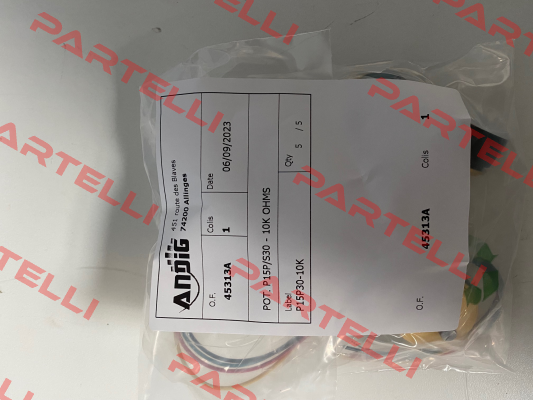 ANDIG
451 route des Blaves
74200 Allinges
O.F. Colis Date
45313A 1 06/09/2023
POT. P15P/S30 - 10K OHMS
Label Qty
P15P30-10K 5 / 5
O.F. Colis
45313A 1
PARTELLI
PARTELLI
PARTELLI
PARTELLI
PARTELLI
PARTELLI